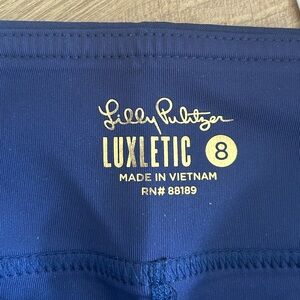 Lilly Pulitzer
LUXLETIC 8
MADE IN VIETNAM
RN# 88189